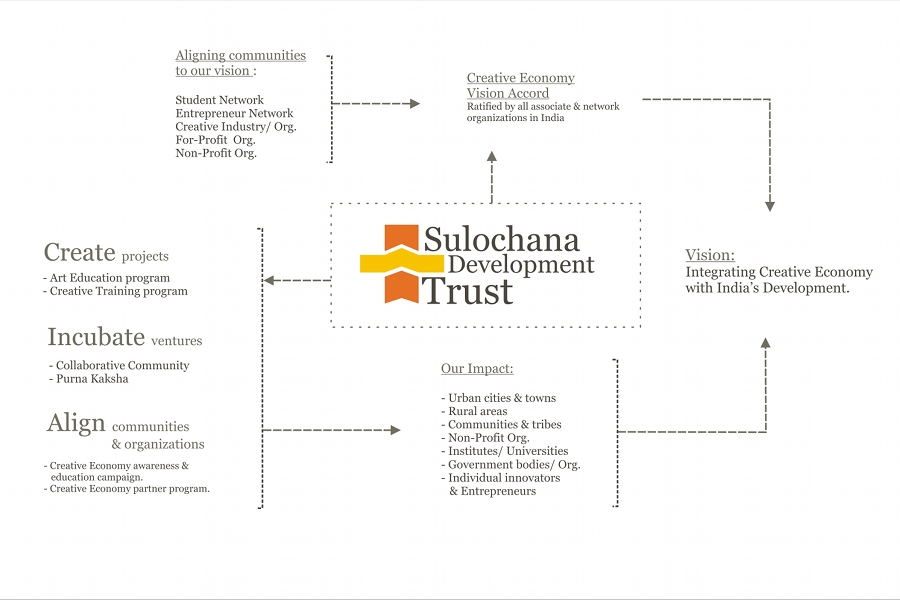 Aligning communities
to our vision :
Student Network
Entrepreneur Network
Creative Industry/ Org.
For-Profit Org.
Non-Profit Org.
Creative Economy
Vision Accord
Ratified by all associate & network
organizations in India
Sulochana
Development
Trust
Vision:
Integrating Creative Economy
with India's Development.
Create projects
- Art Education program
- Creative Training program
Incubate ventures
- Collaborative Community
- Purna Kaksha
Align communities
& organizations
- Creative Economy awareness &
education campaign.
- Creative Economy partner program.
Our Impact:
- Urban cities & towns
- Rural areas
- Communities & tribes
- Non-Profit Org.
- Institutes/ Universities
- Government bodies/ Org.
- Individual innovators
& Entrepreneurs